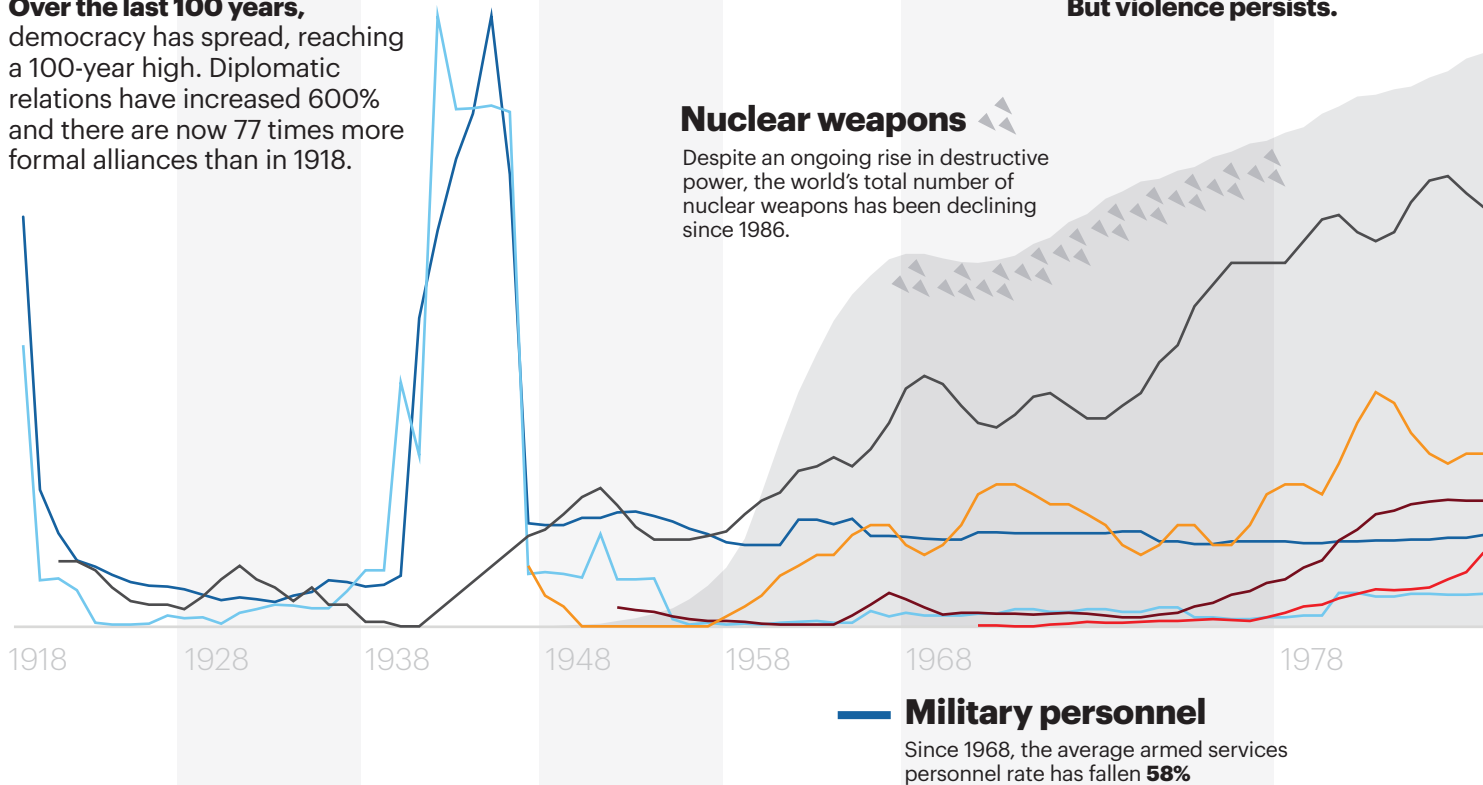 Over the last 100 years,
democracy has spread, reaching
a 100-year high. Diplomatic
relations have increased 600%
and there are now 77 times more
formal alliances than in 1918.
But violence persists.
Nuclear weapons
Despite an ongoing rise in destructive
power, the world's total number of
nuclear weapons has been declining
since 1986.
1918
1928
1938
1948
1958
1968
1978
Military personnel
Since 1968, the average armed services
personnel rate has fallen 58%